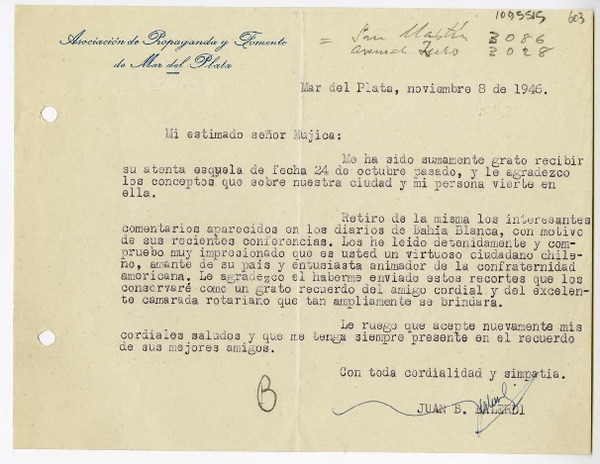 1095515 603
Asociación de Propaganda y Fomento
de Mar del Plata
= San Martín 3086
2028
Mar del Plata, noviembre 8 de 1946.
Mi estimado señor Mujica:
Me ha sido sumamente grato recibir
su atenta esquela de fecha 24 de octubre pasado, y le agradezco
los conceptos que sobre nuestra ciudad y mi persona vierte en
ella.
Retiro de la misma los interesantes
comentarios aparecidos en los diarios de Bahía Blanca, con motivo
de sus recientes conferencias. Los he leido detenidamente y com-
pruebo muy impresionado que es usted un virtuoso ciudadano chile-
no, amante de su país y entusiasta animador de la confraternidad
americana. Le agradezco el haberme enviado estos recortes que los
conservaré como un grato recuerdo del amigo cordial y del excelen-
te camarada rotariano que tan ampliamente se brindara.
Le ruego que acepte nuevamente mis
cordiales saludos y que me tenga siempre presente en el recuerdo
de sus mejores amigos.
Con toda cordialidad y simpatia.
B
JUAN B. BALERDI